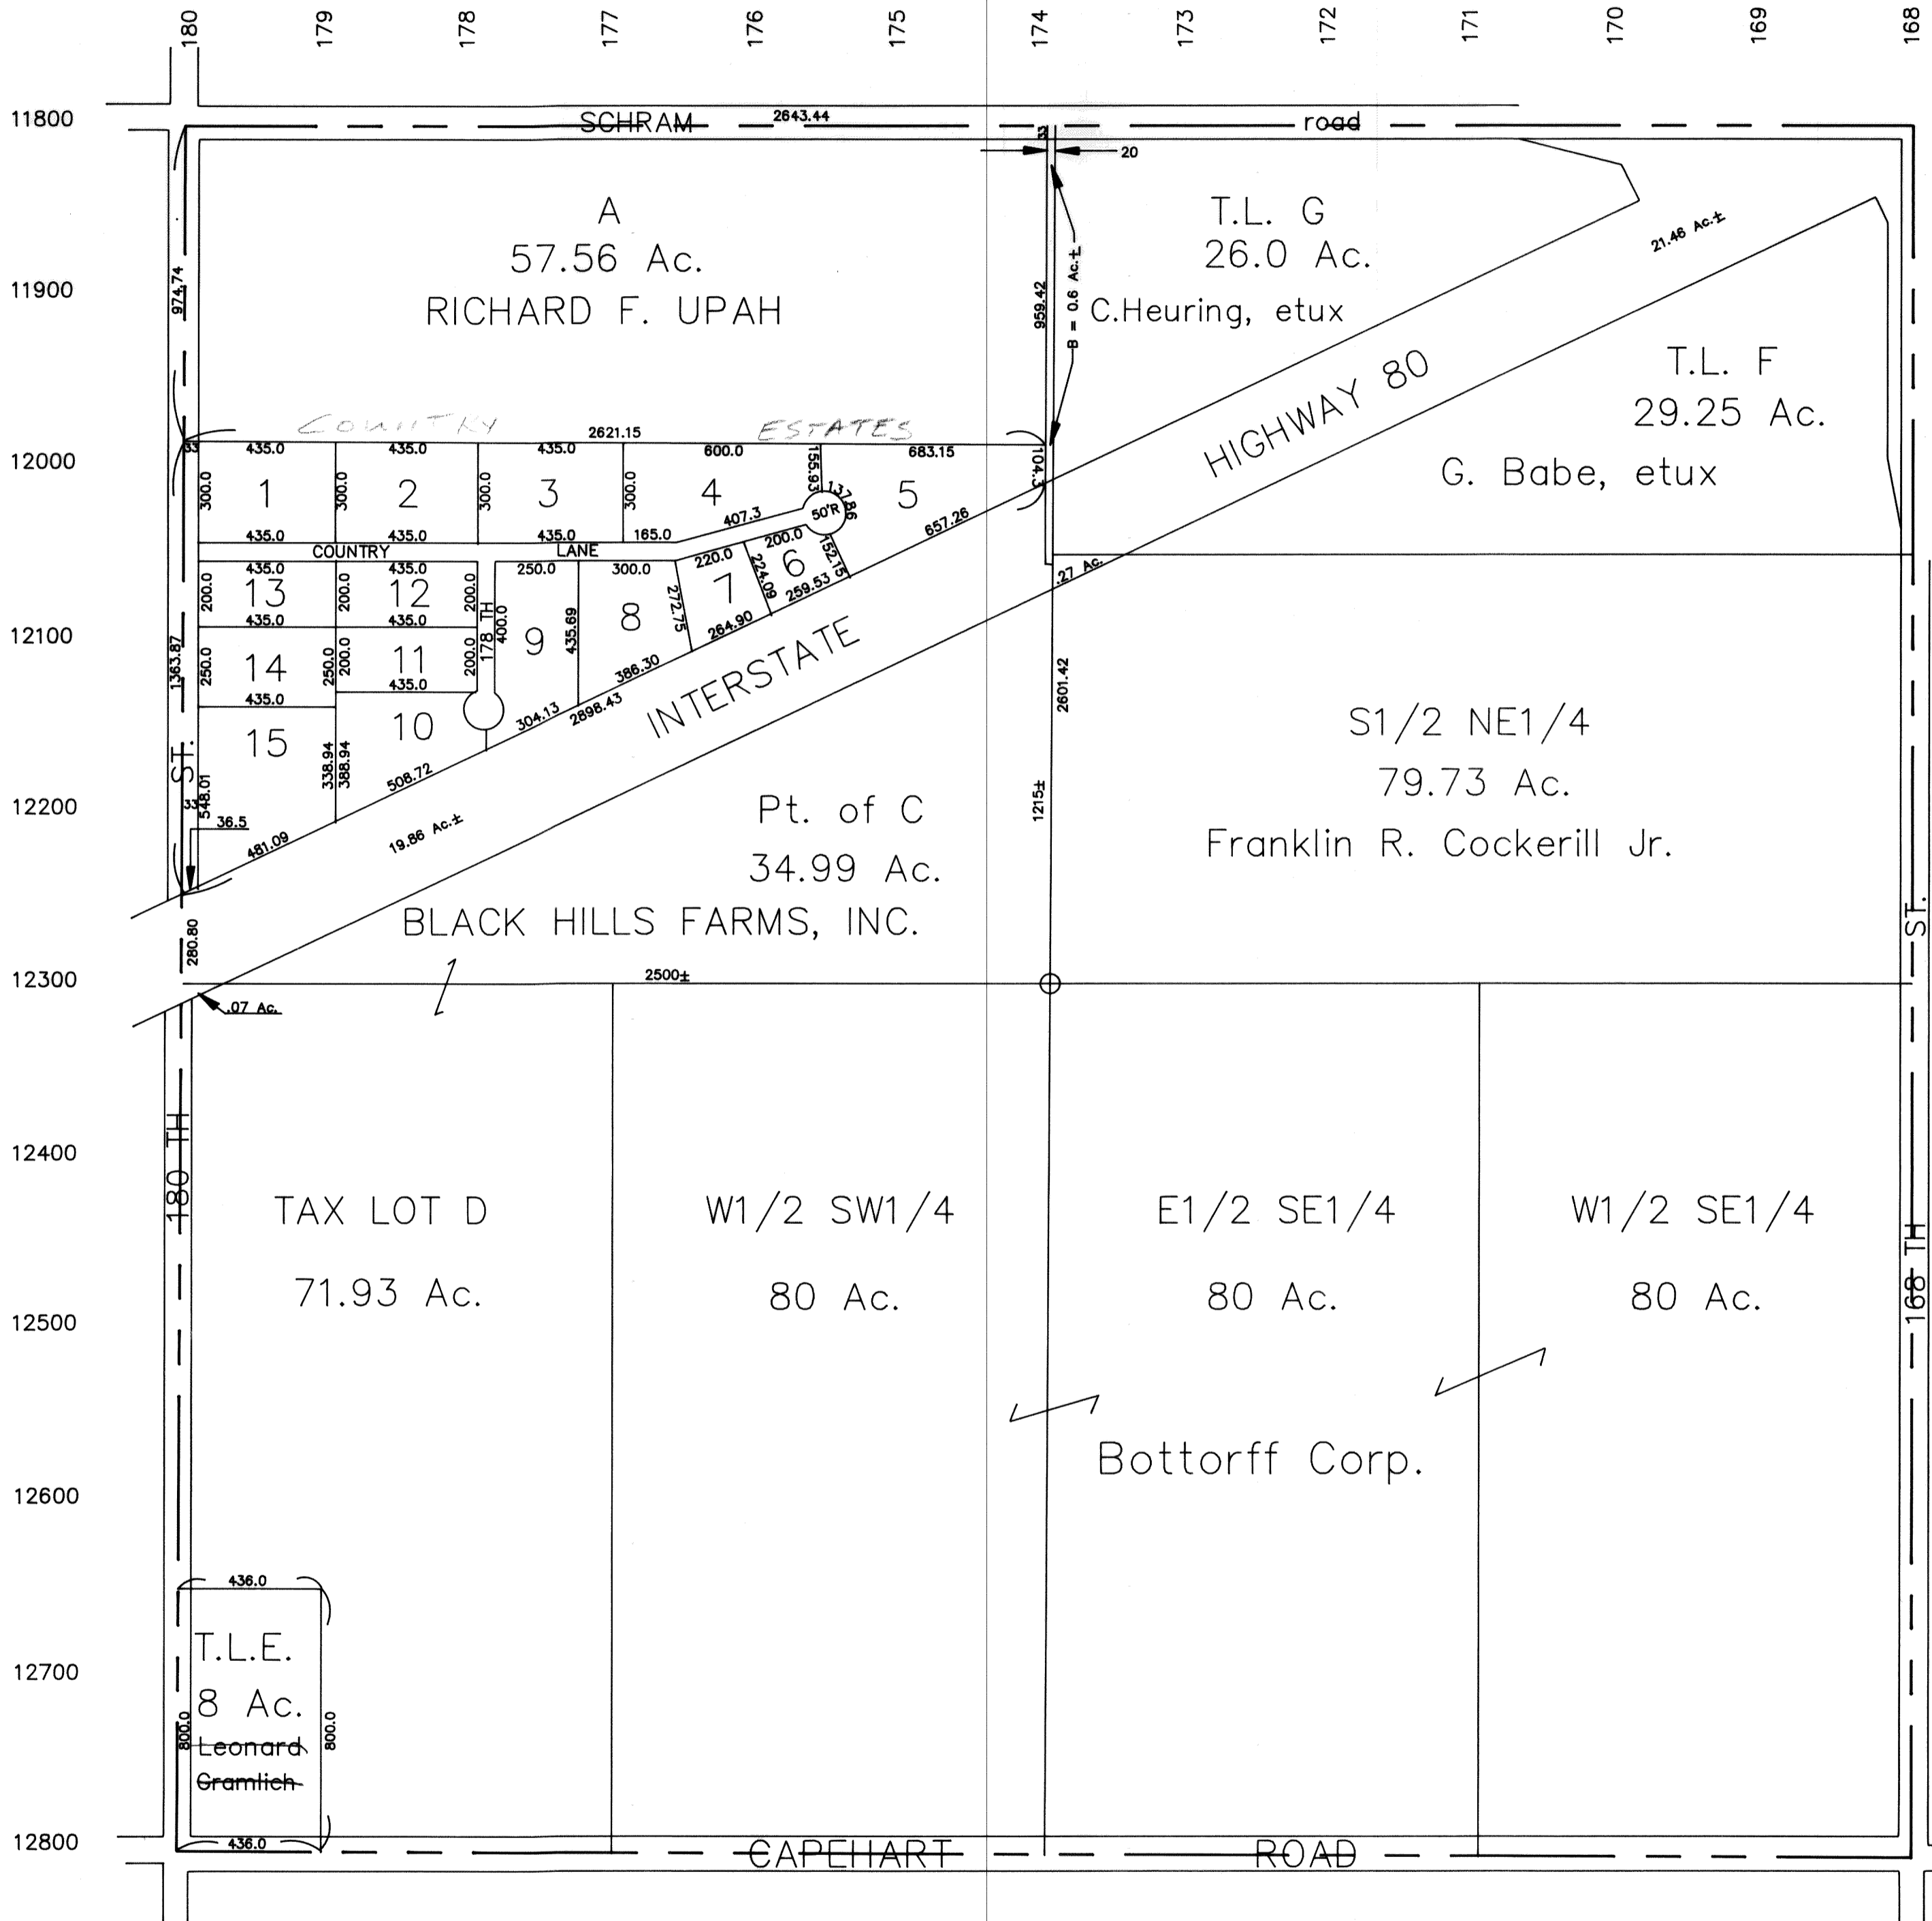 180
179
178
177
176
175
174
173
172
171
170
169
168
11800
SCHRAM
2643.44
road
33
20
A
57.56 Ac.
RICHARD F. UPAH
974.74
959.42
B = 0.6 Ac.±
T.L. G
26.0 Ac.
C.Heuring, etux
21.46 Ac.±
11900
T.L. F
29.25 Ac.
G. Babe, etux
HIGHWAY 80
COUNTRY ESTATES
2621.15
12000
33
435.0
435.0
435.0
600.0
683.15
104.3
300.0
1
300.0
2
300.0
3
300.0
4
155.93
137.86
5
50'R
407.3
657.26
435.0
435.0
435.0
165.0
COUNTRY
LANE
435.0
435.0
250.0
300.0
220.0
200.0
152.15
200.0
13
200.0
12
200.0
178 TH
400.0
9
435.69
8
272.75
7
224.09
6
259.53
264.90
.27 Ac.
435.0
435.0
12100
1363.87
250.0
14
250.0
200.0
11
200.0
386.30
INTERSTATE
2601.42
435.0
435.0
15
10
304.13
2898.43
338.94
388.94
508.72
ST.
12200
33
548.01
36.5
481.09
19.86 Ac.±
Pt. of C
34.99 Ac.
BLACK HILLS FARMS, INC.
1215±
S1/2 NE1/4
79.73 Ac.
Franklin R. Cockerill Jr.
ST.
280.80
12300
2500±
.07 Ac.
12400
180 TH
TAX LOT D
71.93 Ac.
W1/2 SW1/4
80 Ac.
E1/2 SE1/4
80 Ac.
W1/2 SE1/4
80 Ac.
168 TH
12500
Bottorff Corp.
12600
436.0
T.L.E.
8 Ac.
Leonard
Gramlich
12700
800.0
800.0
12800
436.0
CAPEHART
ROAD